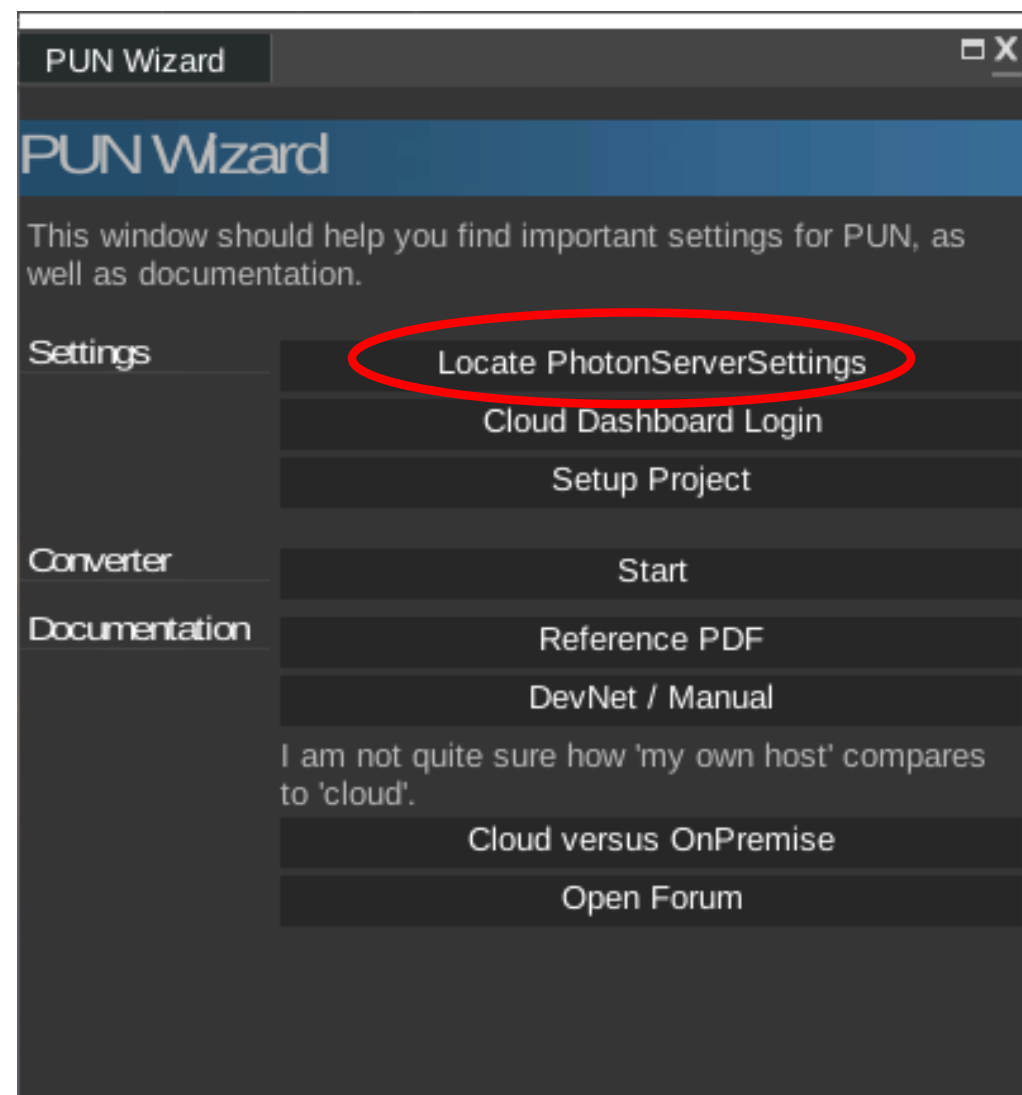 PUN Wizard
PUN Wizard
This window should help you find important settings for PUN, as
well as documentation.
Settings
Locate PhotonServerSettings
Cloud Dashboard Login
Setup Project
Converter
Start
Documentation
Reference PDF
DevNet / Manual
I am not quite sure how 'my own host' compares
to 'cloud'.
Cloud versus OnPremise
Open Forum